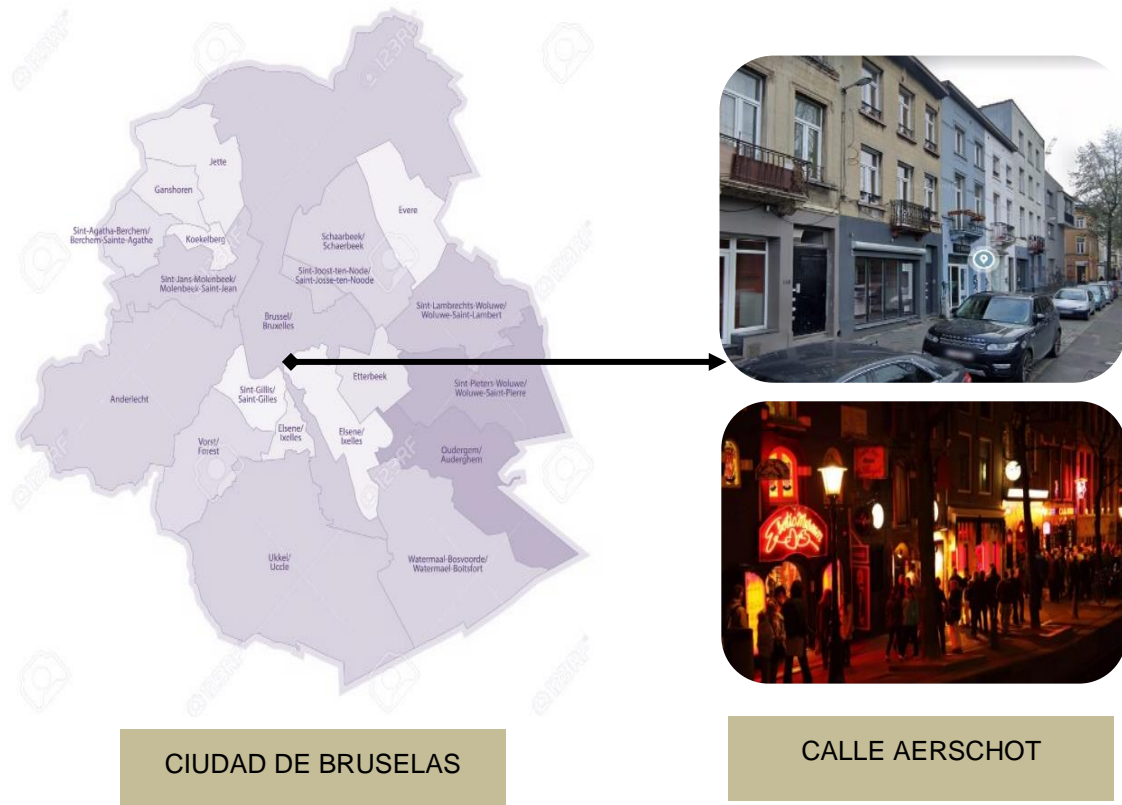 Jette
Ganshoren
Evere
Sint-Agatha-Berchem/
Berchem-Sainte-Agathe
Koekelberg
Schaarbeek/
Schaerbeek
Sint-Jans-Molenbeek/
Molenbeek-Saint-Jean
Sint-Joost-ten-Node/
Saint-Josse-ten-Noode
Sint-Lambrechts-Woluwe/
Woluwe-Saint-Lambert
Brussel/
Bruxelles
Etterbeek
Sint-Pieters-Woluwe/
Woluwe-Saint-Pierre
Anderlecht
Sint-Gillis/
Saint-Gilles
Elsene/
Ixelles
Elsene/
Ixelles
Vorst/
Forest
Oudergem/
Auderghem
Ukkel/
Uccle
Watermaal-Bosvoorde/
Watermael-Boitsfort
123RF
CIUDAD DE BRUSELAS
CALLE AERSCHOT